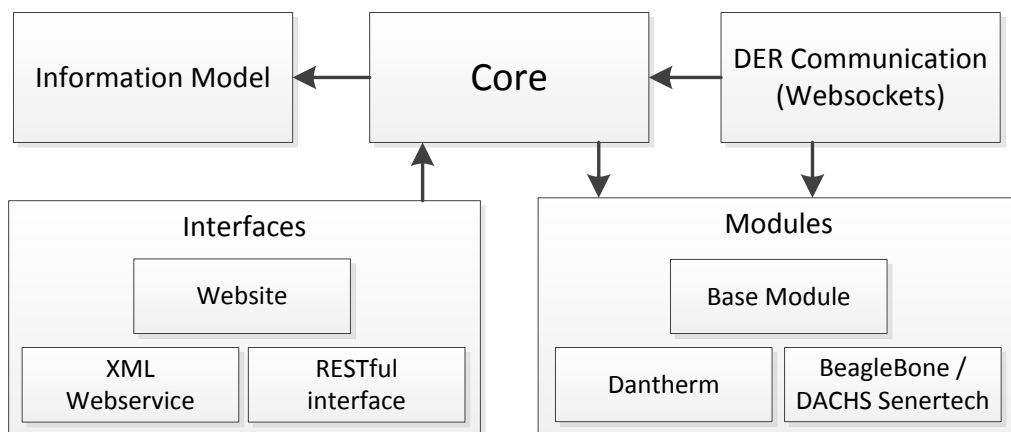 Information Model
Core
DER Communication
(Websockets)
Interfaces
Website
XML
Webservice
RESTful
interface
Modules
Base Module
Dantherm
BeagleBone /
DACHS Senertech